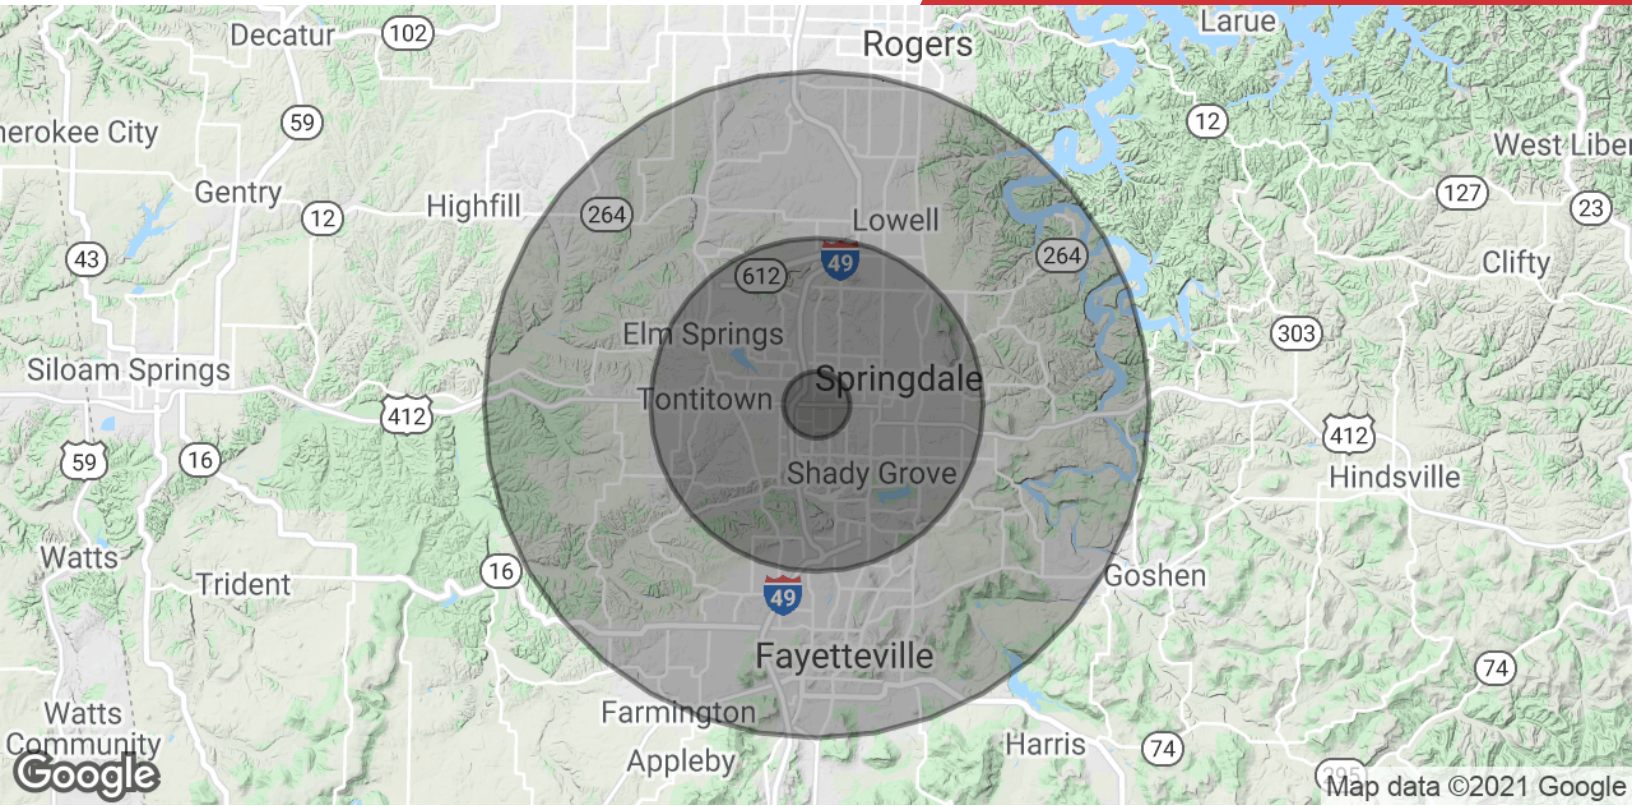 Larue
Decatur
102
Rogers
59
12
herokee City
West Liber
Gentry
127
Highfill
12
264
23
Lowell
43
264
49
Clifty
612
Elm Springs
303
Siloam Springs
Springdale
Tontitown
412
412
59
16
Shady Grove
Hindsville
Watts
16
Goshen
Trident
49
Fayetteville
74
Watts
Community
Farmington
Harris
74
Appleby
Google
295
Map data ©2021 Google